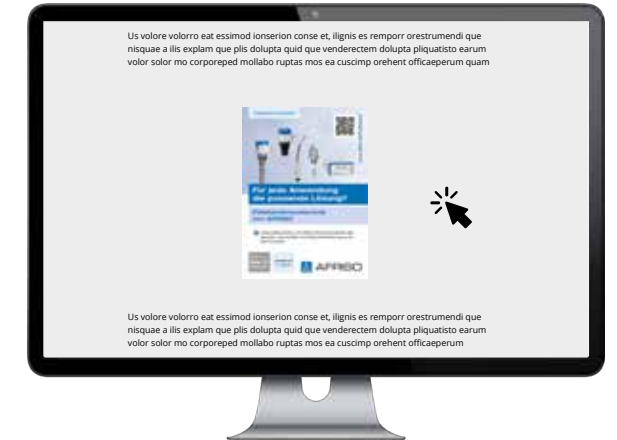 Us volore volorro eat essimod ionserion conse et, ilignis es remporr orestrumendi que
nisquae a ilis explam que plis dolupta quid que venderectem dolupta pliquatisto earum
volor solor mo corporeped mollabo ruptas mos ea cuscimp orehent officaeperum quam
Für jede Anwendung
die passende Lösung?
von AFRISO
AFRISO
Us volore volorro eat essimod ionserion conse et, ilignis es remporr orestrumendi que
nisquae a ilis explam que plis dolupta quid que venderectem dolupta pliquatisto earum
volor solor mo corporeped mollabo ruptas mos ea cuscimp orehent officaeperum